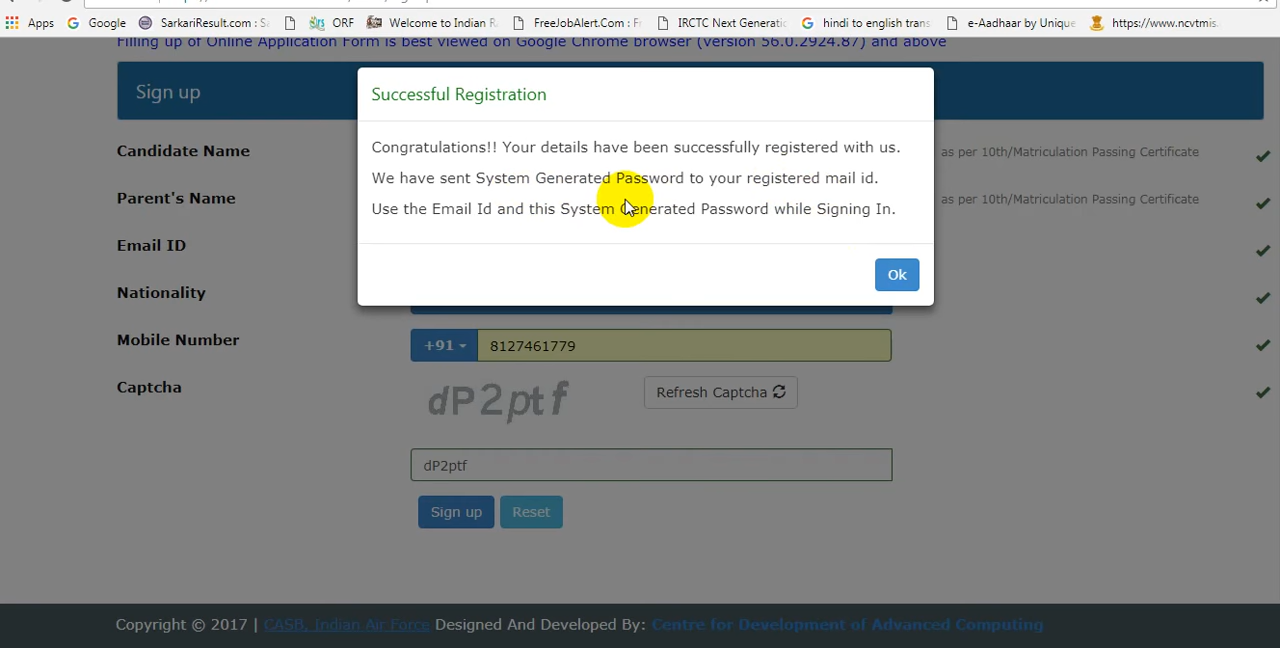 Apps Google SarkariResult.com : Sa ORF Welcome to Indian R FreeJobAlert.Com : F IRCTC Next Generati hindi to english trans e-Aadhaar by Unique https://www.ncvtmis.
Filling up of Online Application Form is best viewed on Google Chrome browser (version 56.0.2924.87) and above
Sign up
Successful Registration
Congratulations!! Your details have been successfully registered with us.
We have sent System Generated Password to your registered mail id.
Use the Email Id and this System Generated Password while Signing In.
Ok
Candidate Name as per 10th/Matriculation Passing Certificate
Parent's Name as per 10th/Matriculation Passing Certificate
Email ID
Nationality
Mobile Number +91 8127461779
Captcha dP2ptf Refresh Captcha
dP2ptf
Sign up Reset
Copyright © 2017 | CASB, Indian Air Force Designed And Developed By: Centre for Development of Advanced Computing